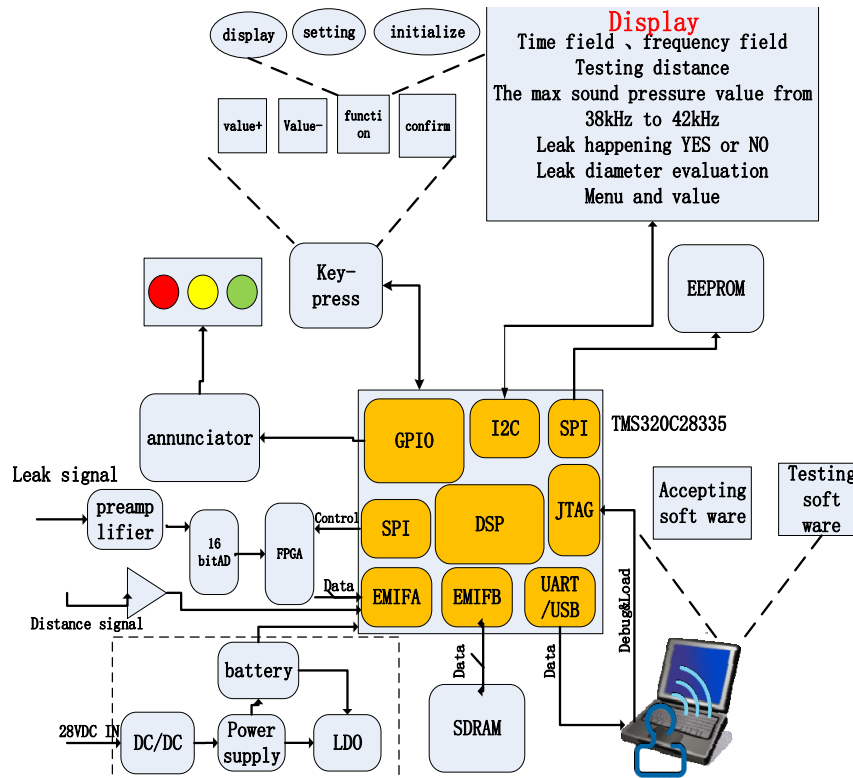 display
setting
initialize
value+
Value-
functi
on
confirm
Display
Time field 、frequency field
Testing distance
The max sound pressure value from
38kHz to 42kHz
Leak happening YES or NO
Leak diameter evaluation
Menu and value
Key-
press
EEPROM
annunciator
GPIO
I2C
SPI
TMS320C28335
Leak signal
preamp
lifier
16
bitAD
FPGA
Control
Data
SPI
DSP
JTAG
EMIFA
EMIFB
UART
/USB
Accepting
soft ware
Testing
soft
ware
Distance signal
battery
28VDC IN
DC/DC
Power
supply
LDO
Data
SDRAM
Data
Debug&Load